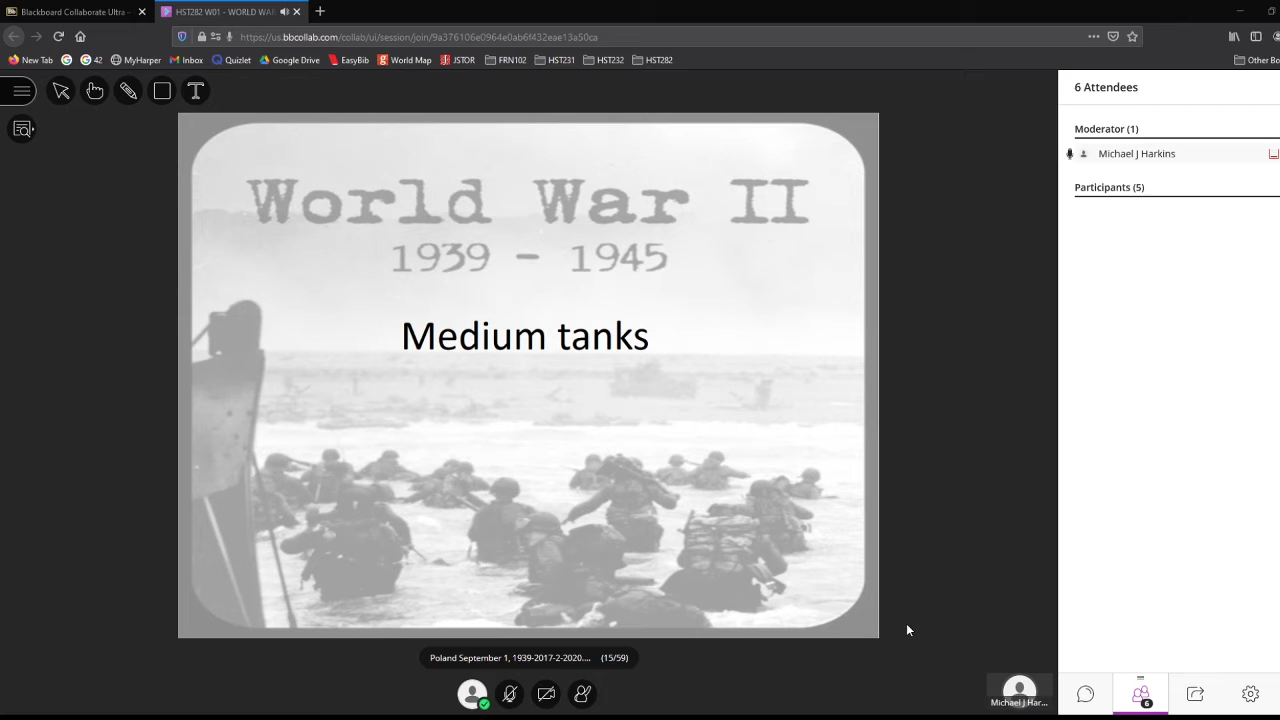 Blackboard Collaborate Ultra –
HST282 W01 - WORLD WAR
https://us.bbcollab.com/collab/ui/session/join/9a376106e0964e0ab6f432eae13a50ca
New Tab
G
42
MyHarper
Inbox
Quizlet
Google Drive
EasyBib
World Map
JSTOR
FRN102
HST231
HST232
HST282
Other Bo
6 Attendees
Moderator (1)
Michael J Harkins
Participants (5)
World War II
1939 - 1945
Medium tanks
Poland September 1, 1939-2017-2-2020.... (15/59)
Michael J Har...
6